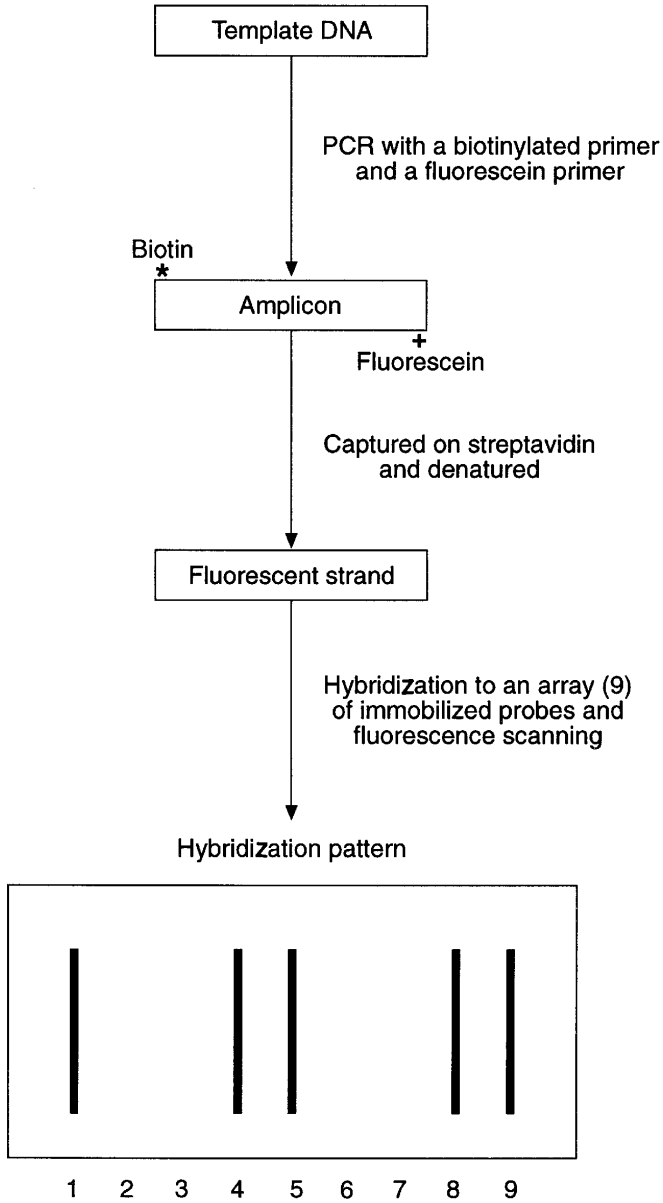 Template DNA
PCR with a biotinylated primer
and a fluorescein primer
Biotin
*
Amplicon
+
Fluorescein
Captured on streptavidin
and denatured
Fluorescent strand
Hybridization to an array (9)
of immobilized probes and
fluorescence scanning
Hybridization pattern
1 2 3 4 5 6 7 8 9